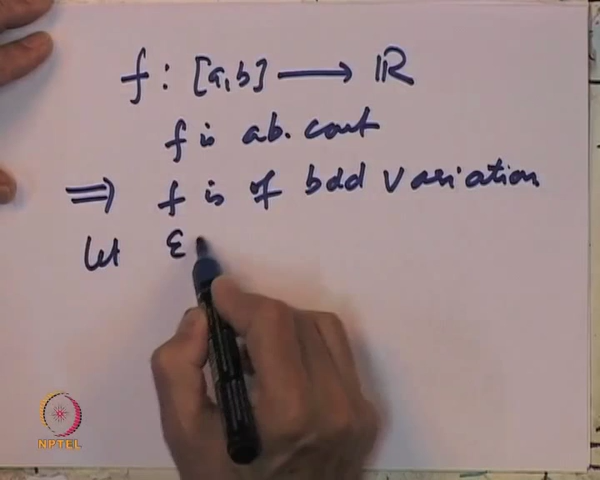 f : [a,b] ⟶ ℝ
f is ab. cont
⟹ f is of bdd variation
Let ε
NPTEL